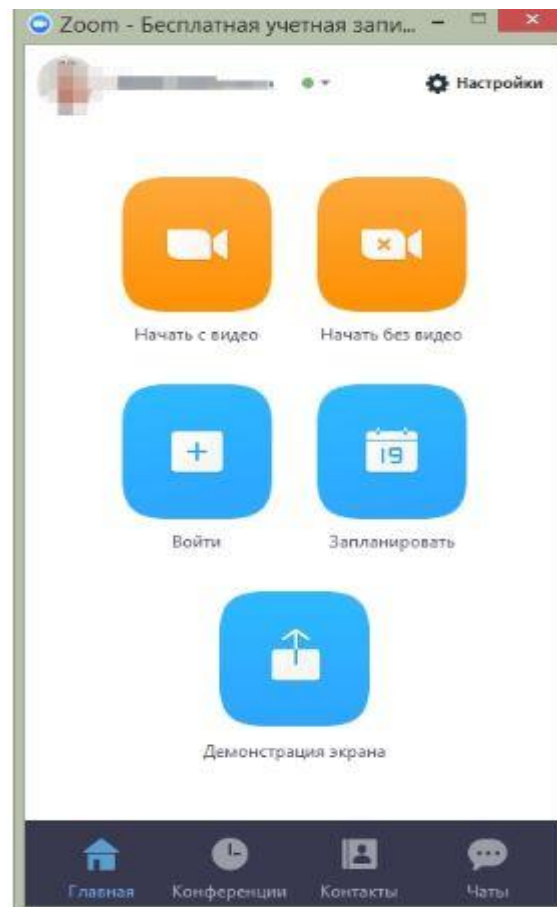 Zoom - Бесплатная учетная запи...
Настройки
Начать с видео
Начать без видео
Войти
19
Запланировать
Демонстрация экрана
Главная
Конференции
Контакты
Чаты